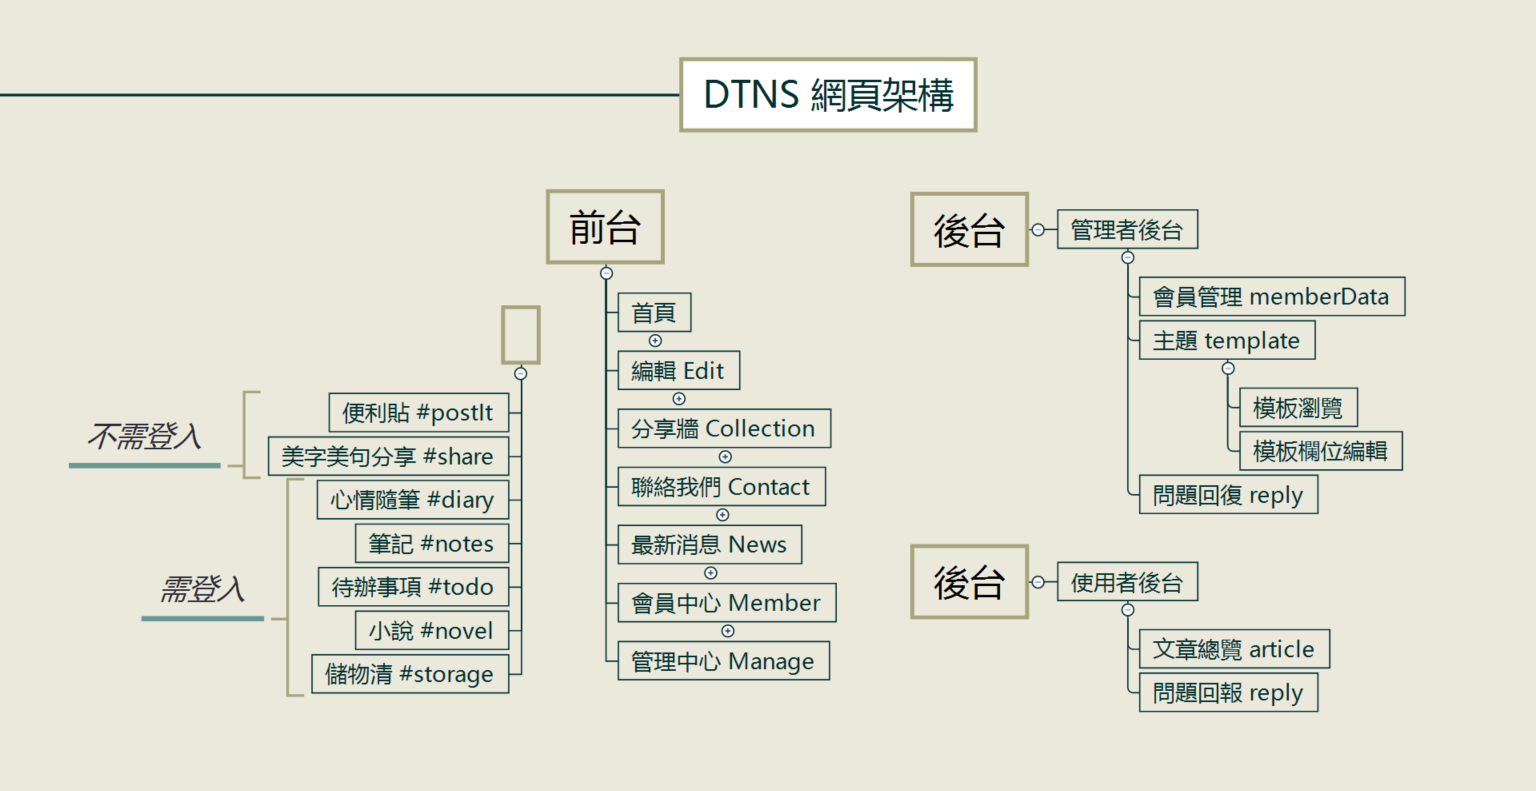 DTNS 網頁架構
前台
首頁
編輯 Edit
分享牆 Collection
聯絡我們 Contact
最新消息 News
會員中心 Member
管理中心 Manage
不需登入
便利貼 #postIt
美字美句分享 #share
需登入
心情隨筆 #diary
筆記 #notes
待辦事項 #todo
小說 #novel
儲物清 #storage
後台
管理者後台
會員管理 memberData
主題 template
模板瀏覽
模板欄位編輯
問題回復 reply
後台
使用者後台
文章總覽 article
問題回報 reply